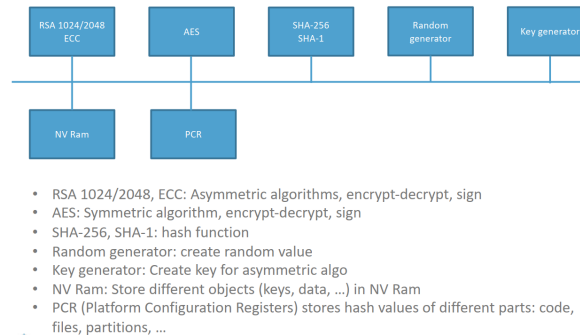 RSA 1024/2048
ECC
AES
SHA-256
SHA-1
Random
generator
Key generator
NV Ram
PCR
• RSA 1024/2048, ECC: Asymmetric algorithms, encrypt-decrypt, sign
• AES: Symmetric algorithm, encrypt-decrypt, sign
• SHA-256, SHA-1: hash function
• Random generator: create random value
• Key generator: Create key for asymmetric algo
• NV Ram: Store different objects (keys, data, …) in NV Ram
• PCR (Platform Configuration Registers) stores hash values of different parts: code,
files, partitions, …